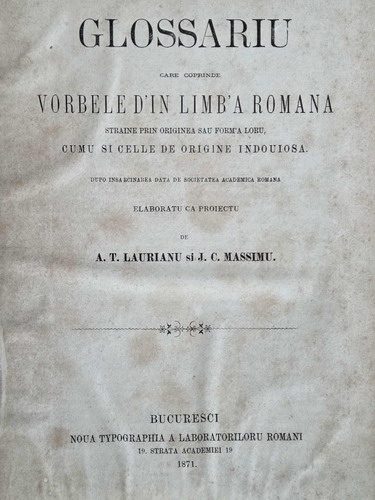 GLOSSARIU
CARE COPRINDE
VORBELE D'IN LIMB'A ROMANA
STRAINE PRIN ORIGINEA SAU FORM'A LORU,
CUMU SI CELLE DE ORIGINE INDOUIOSA.
DUPO INSARCINAREA DATA DE SOCIETATEA ACADEMICA ROMANA
ELABORATU CA PROIECTU
DE
A. T. LAURIANU si J. C. MASSIMU.
BUCURESCI
NOUA TYPOGRAPHIA A LABORATORILORU ROMANI
19. STRATA ACADEMIEI 19
1871.